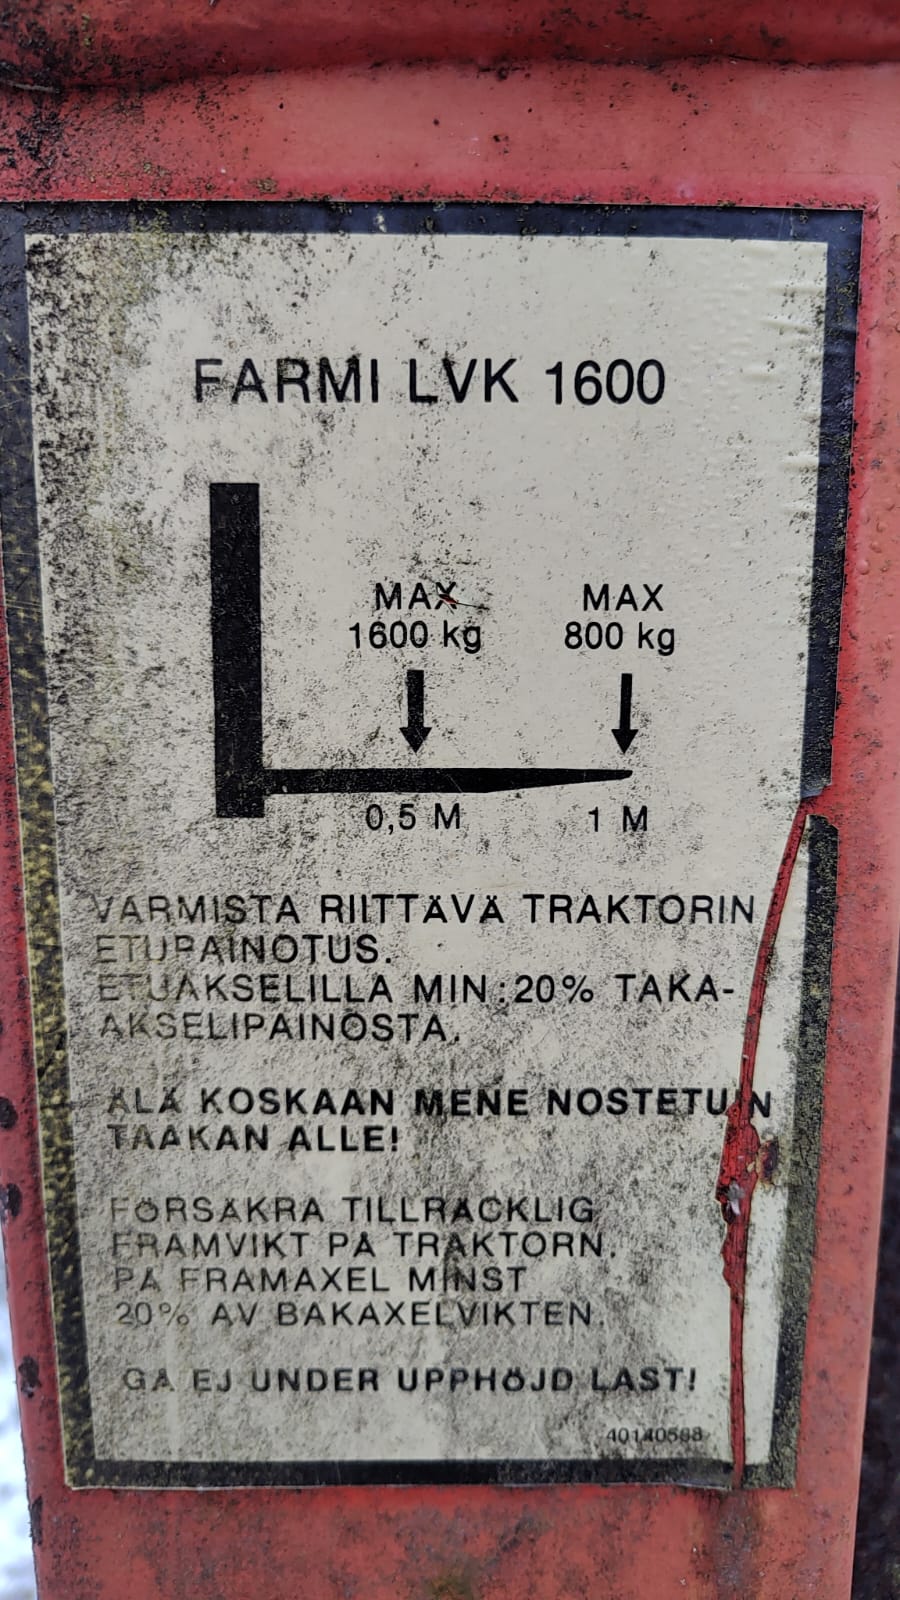 FARMI LVK 1600
MAX MAX
1600 kg 800 kg
0,5 M 1 M
VARMISTA RIITTÄVÄ TRAKTORIN
ETUPAINOTUS.
ETUAKSELILLA MIN.20% TAKA-
AKSELIPAINOSTA.
ÄLÄ KOSKAAN MENE NOSTETUN
TAAKAN ALLE!
FÖRSÄKRA TILLRÄCKLIG
FRAMVIKT PÅ TRAKTORN.
PÅ FRAMAXEL MINST
20% AV BAKAXELVIKTEN.
GÅ EJ UNDER UPPHÖJD LAST!
40140588